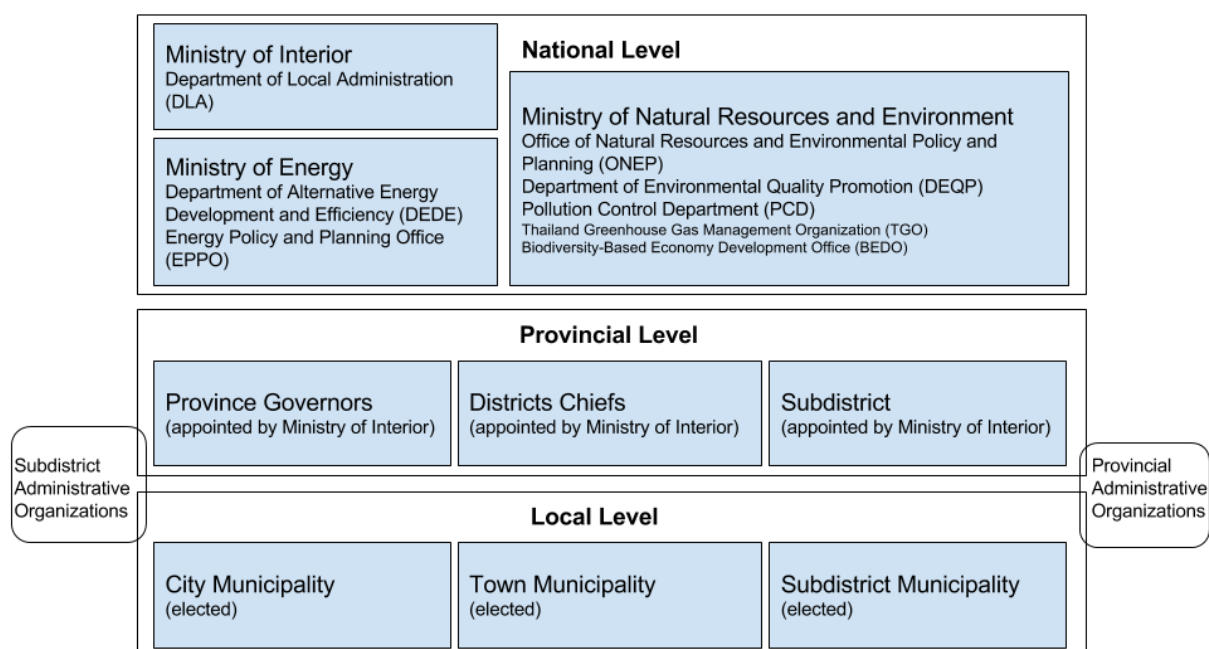 National Level
Ministry of Interior
Department of Local Administration
(DLA)
Ministry of Energy
Department of Alternative Energy
Development and Efficiency (DEDE)
Energy Policy and Planning Office
(EPPO)
Ministry of Natural Resources and Environment
Office of Natural Resources and Environmental Policy and
Planning (ONEP)
Department of Environmental Quality Promotion (DEQP)
Pollution Control Department (PCD)
Thailand Greenhouse Gas Management Organization (TGO)
Biodiversity-Based Economy Development Office (BEDO)
Provincial Level
Province Governors
(appointed by Ministry of Interior)
Districts Chiefs
(appointed by Ministry of Interior)
Subdistrict
(appointed by Ministry of Interior)
Subdistrict
Administrative
Organizations
Provincial
Administrative
Organizations
Local Level
City Municipality
(elected)
Town Municipality
(elected)
Subdistrict Municipality
(elected)